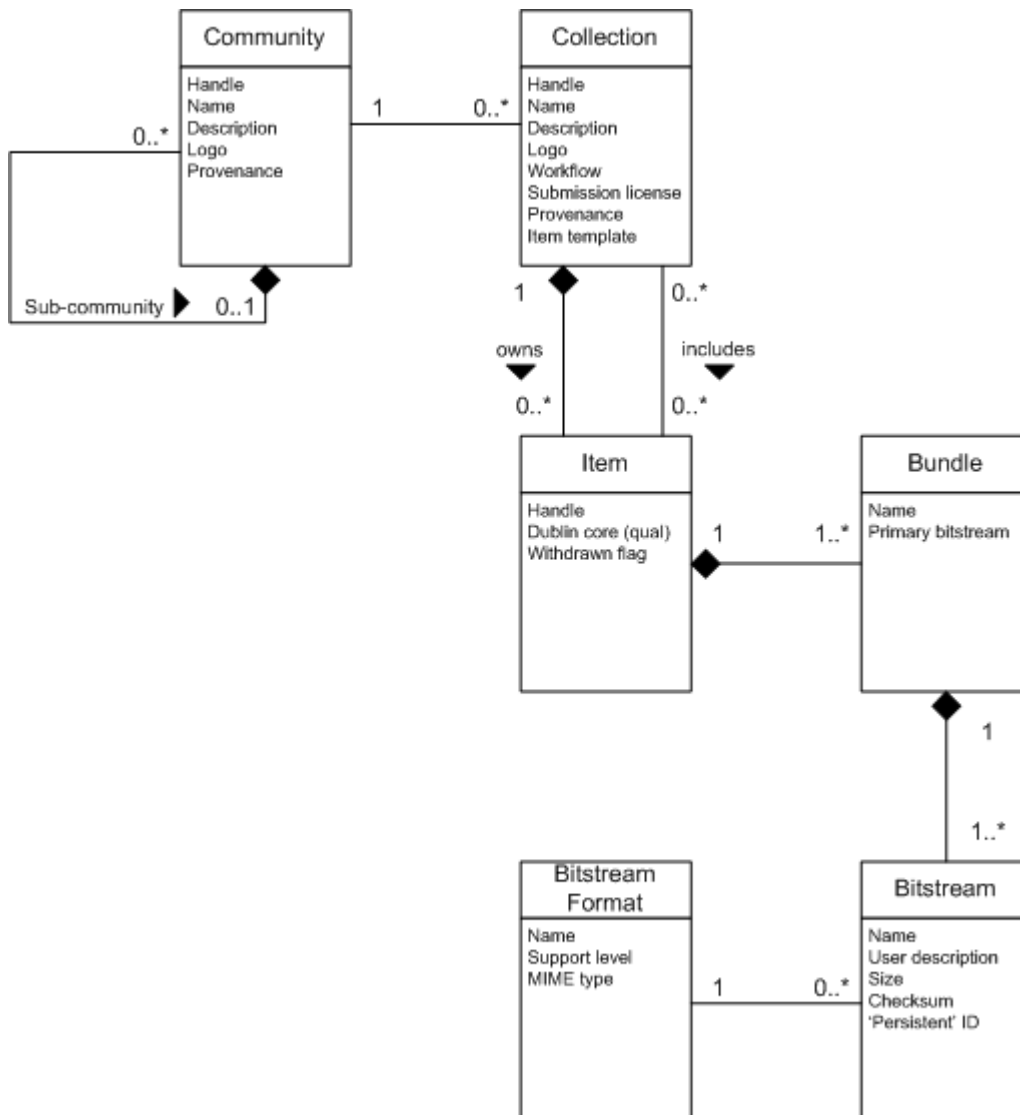 Community
Handle
Name
Description
Logo
Provenance
Collection
Handle
Name
Description
Logo
Workflow
Submission license
Provenance
Item template
1
0..*
0..*
Sub-community
0..1
1
0..*
owns
includes
0..*
0..*
Item
Handle
Dublin core (qual)
Withdrawn flag
Bundle
Name
Primary bitstream
1
1..*
1
1..*
Bitstream
Format
Name
Support level
MIME type
Bitstream
Name
User description
Size
Checksum
‘Persistent’ ID
1
0..*